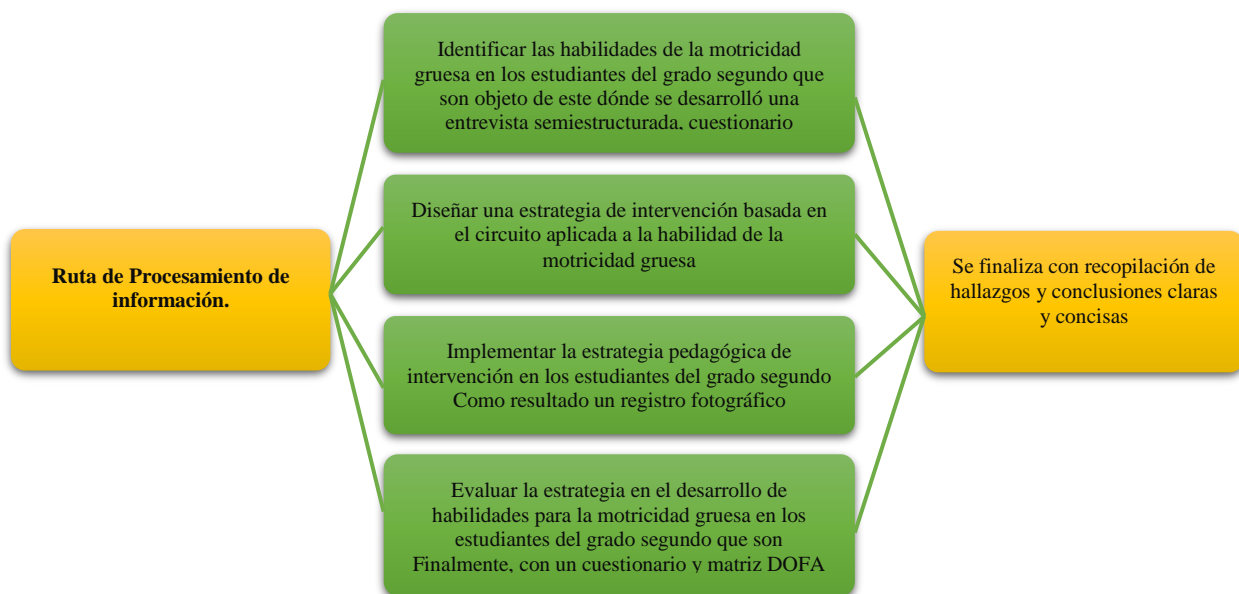 Identificar las habilidades de la motricidad
gruesa en los estudiantes del grado segundo que
son objeto de este dónde se desarrolló una
entrevista semiestructurada, cuestionario
Diseñar una estrategia de intervención basada en
el circuito aplicada a la habilidad de la
motricidad gruesa
Ruta de Procesamiento de
información.
Se finaliza con recopilación de
hallazgos y conclusiones claras
y concisas
Implementar la estrategia pedagógica de
intervención en los estudiantes del grado segundo
Como resultado un registro fotográfico
Evaluar la estrategia en el desarrollo de
habilidades para la motricidad gruesa en los
estudiantes del grado segundo que son
Finalmente, con un cuestionario y matriz DOFA